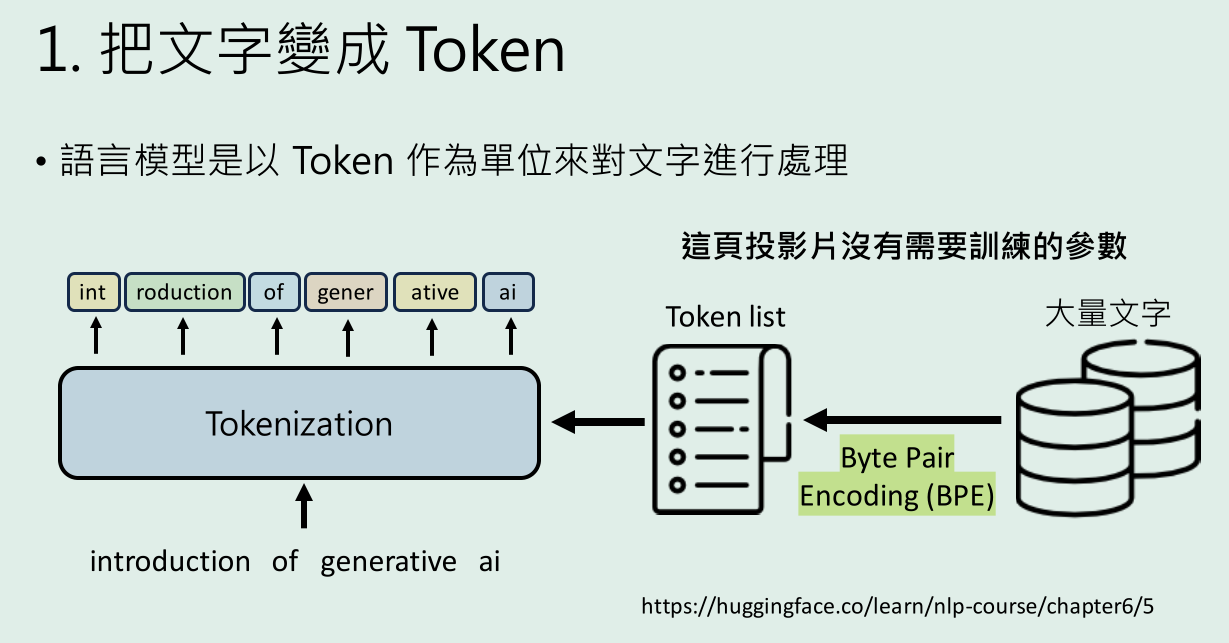 1. 把文字變成 Token
• 語言模型是以 Token 作為單位來對文字進行處理
這頁投影片沒有需要訓練的參數
int roduction of gener ative ai
Token list
大量文字
Tokenization
Byte Pair
Encoding (BPE)
introduction of generative ai
https://huggingface.co/learn/nlp-course/chapter6/5